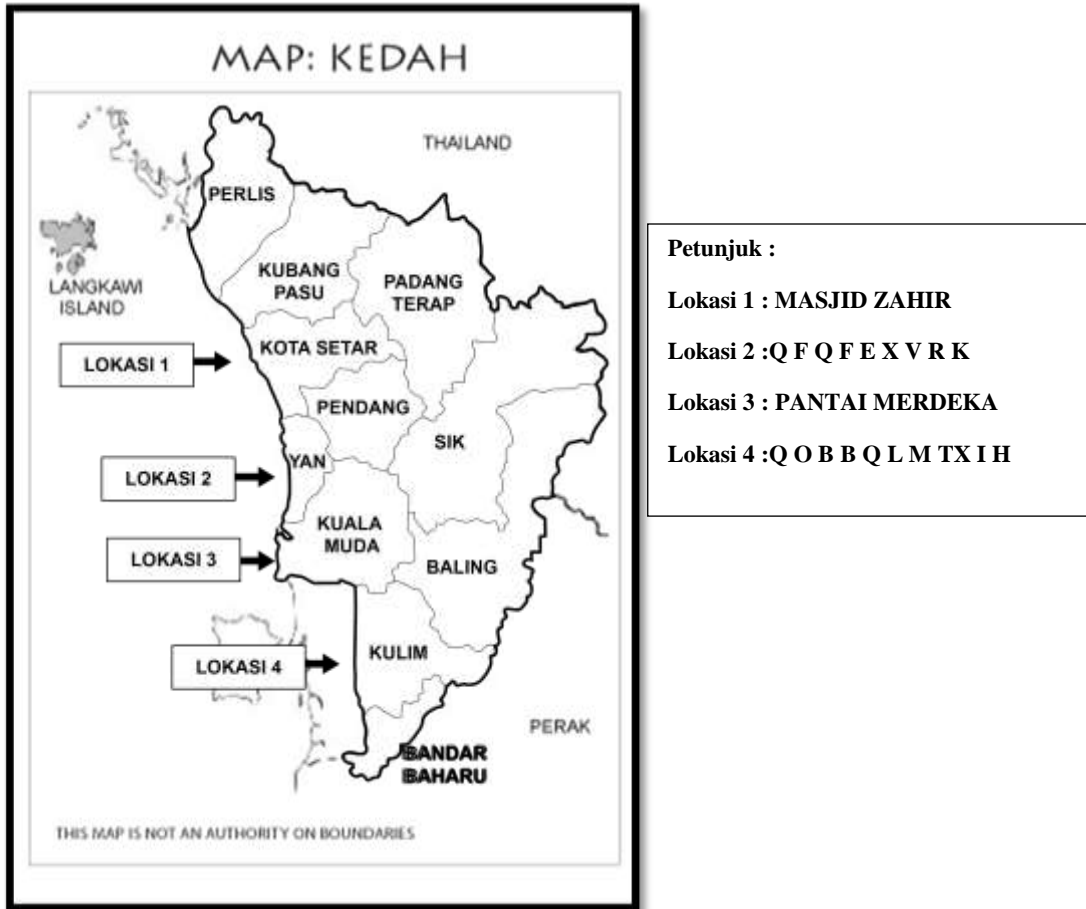 MAP: KEDAH
THAILAND
PERLIS
LANGKAWI
ISLAND
KUBANG
PASU
PADANG
TERAP
LOKASI 1
KOTA SETAR
PENDANG
SIK
LOKASI 2
YAN
KUALA
MUDA
LOKASI 3
BALING
LOKASI 4
KULIM
PERAK
BANDAR
BAHARU
THIS MAP IS NOT AN AUTHORITY ON BOUNDARIES
Petunjuk :
Lokasi 1 : MASJID ZAHIR
Lokasi 2 :Q F Q F E X V R K
Lokasi 3 : PANTAI MERDEKA
Lokasi 4 :Q O B B Q L M TX I H